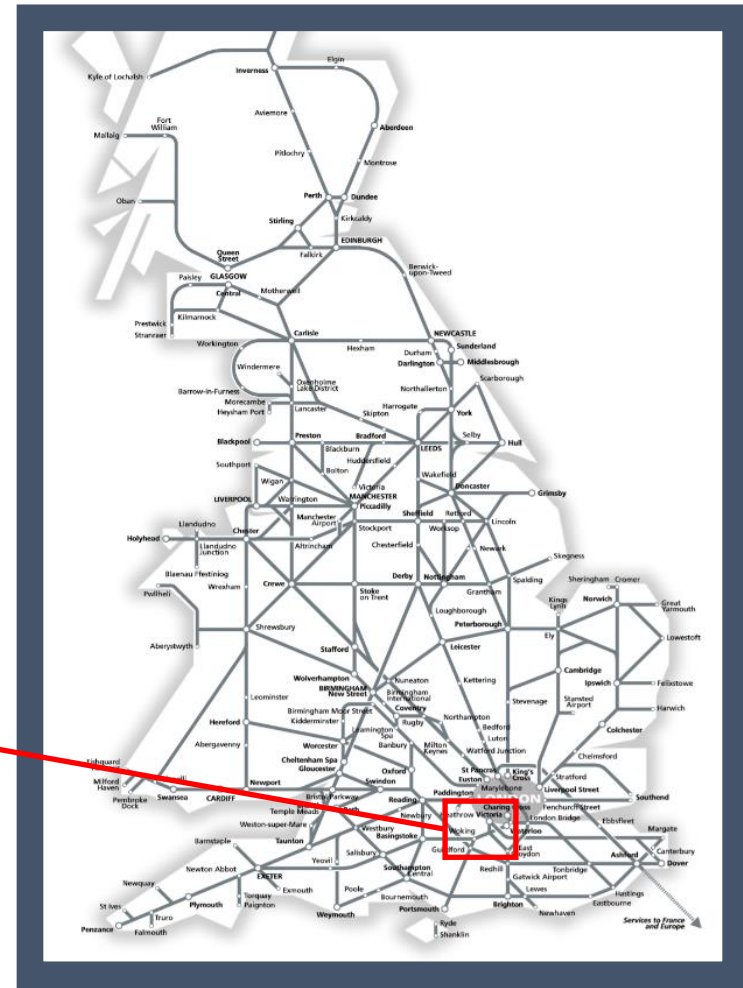 Elgin
Inverness
Kyle of Lochalsh
Aviemore
Fort
William
Aberdeen
Mallaig
Pitlochry
Montrose
Perth
Dundee
Oban
Stirling
Kirkcaldy
EDINBURGH
Queen
Street
Falkirk
Berwick-
upon-Tweed
Paisley
GLASGOW
Central
Motherwell
Prestwick
Kilmarnock
Stranraer
Carlisle
NEWCASTLE
Workington
Hexham
Sunderland
Durham
Darlington
Middlesbrough
Windermere
Scarborough
Oxenholme
Lake District
Barrow-in-Furness
Northallerton
Morecambe
Heysham Port
Lancaster
Harrogate
York
Skipton
Blackpool
Preston
Bradford
LEEDS
Selby
Hull
Blackburn
Huddersfield
Southport
Bolton
Wakefield
Wigan
Victoria
Doncaster
LIVERPOOL
Warrington
MANCHESTER
Piccadilly
Grimsby
Manchester
Airport
Sheffield
Retford
Llandudno
Stockport
Worksop
Lincoln
Holyhead
Chester
Llandudno
Junction
Altrincham
Chesterfield
Newark
Skegness
Blaenau Ffestiniog
Wrexham
Crewe
Stoke
on Trent
Derby
Nottingham
Grantham
Spalding
Sheringham
Cromer
Pwllheli
Kings
Lynn
Norwich
Great
Yarmouth
Loughborough
Peterborough
Ely
Shrewsbury
Aberystwyth
Stafford
Leicester
Lowestoft
Wolverhampton
Nuneaton
Kettering
Cambridge
BIRMINGHAM
New Street
Birmingham
International
Ipswich
Felixstowe
Leominster
Coventry
Stevenage
Stansted
Airport
Harwich
Birmingham Moor Street
Rugby
Northampton
Hereford
Kidderminster
Leamington
Spa
Bedford
Colchester
Abergavenny
Worcester
Banbury
Milton
Keynes
Luton
Watford Junction
Chelmsford
Cheltenham Spa
Gloucester
Oxford
St Pancras
King's
Cross
Euston
Stratford
Fishguard
Milford
Haven
Newport
Swindon
Marylebone
Paddington
Liverpool Street
Pembroke
Dock
Swansea
CARDIFF
Parkway
Reading
Charing
Fenchurch Street
Southend
Temple Meads
Newbury
Victoria
London Bridge
Ebbsfleet
Weston-super-Mare
Westbury
Basingstoke
Woking
Waterloo
Margate
Barnstaple
Taunton
Salisbury
East
Croydon
Canterbury
Newton Abbot
Yeovil
Southampton
Central
Redhill
Tonbridge
Ashford
Dover
EXETER
Gatwick Airport
Newquay
Exmouth
Poole
Bournemouth
Lewes
Hastings
St Ives
Plymouth
Torquay
Paignton
Weymouth
Portsmouth
Brighton
Eastbourne
Newhaven
Truro
Penzance
Falmouth
Ryde
Shanklin
Services to France
and Europe